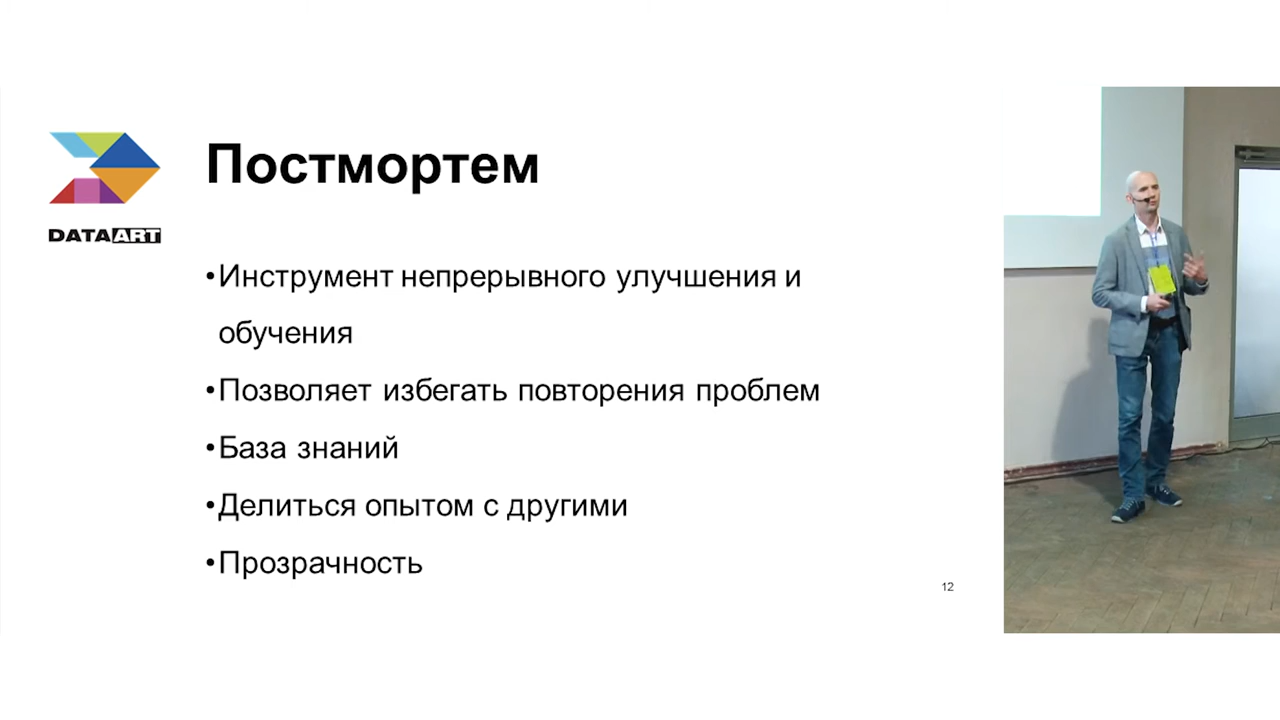 Постмортем
DATAART
•Инструмент непрерывного улучшения и
обучения
•Позволяет избегать повторения проблем
•База знаний
•Делиться опытом с другими
•Прозрачность
12